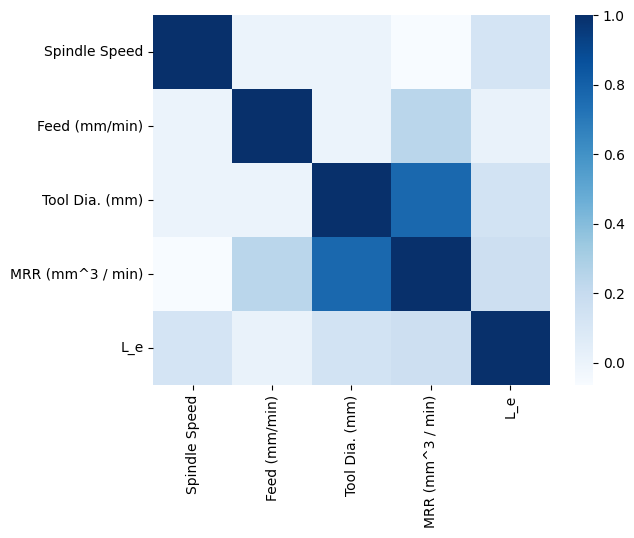 Spindle Speed
Feed (mm/min)
Tool Dia. (mm)
MRR (mm^3 / min)
L_e
Spindle Speed
Feed (mm/min)
Tool Dia. (mm)
MRR (mm^3 / min)
L_e
1.0
0.8
0.6
0.4
0.2
0.0